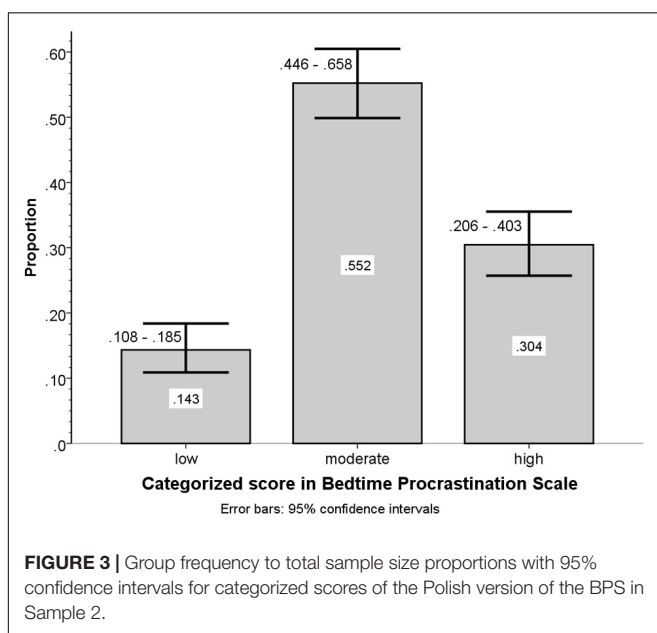 .60
.50
.40
.30
.20
.10
.0
Proportion
.446 - .658
.206 - .403
.108 - .185
.552
.304
.143
low moderate high
Categorized score in Bedtime Procrastination Scale
Error bars: 95% confidence intervals
FIGURE 3 | Group frequency to total sample size proportions with 95%
confidence intervals for categorized scores of the Polish version of the BPS in
Sample 2.